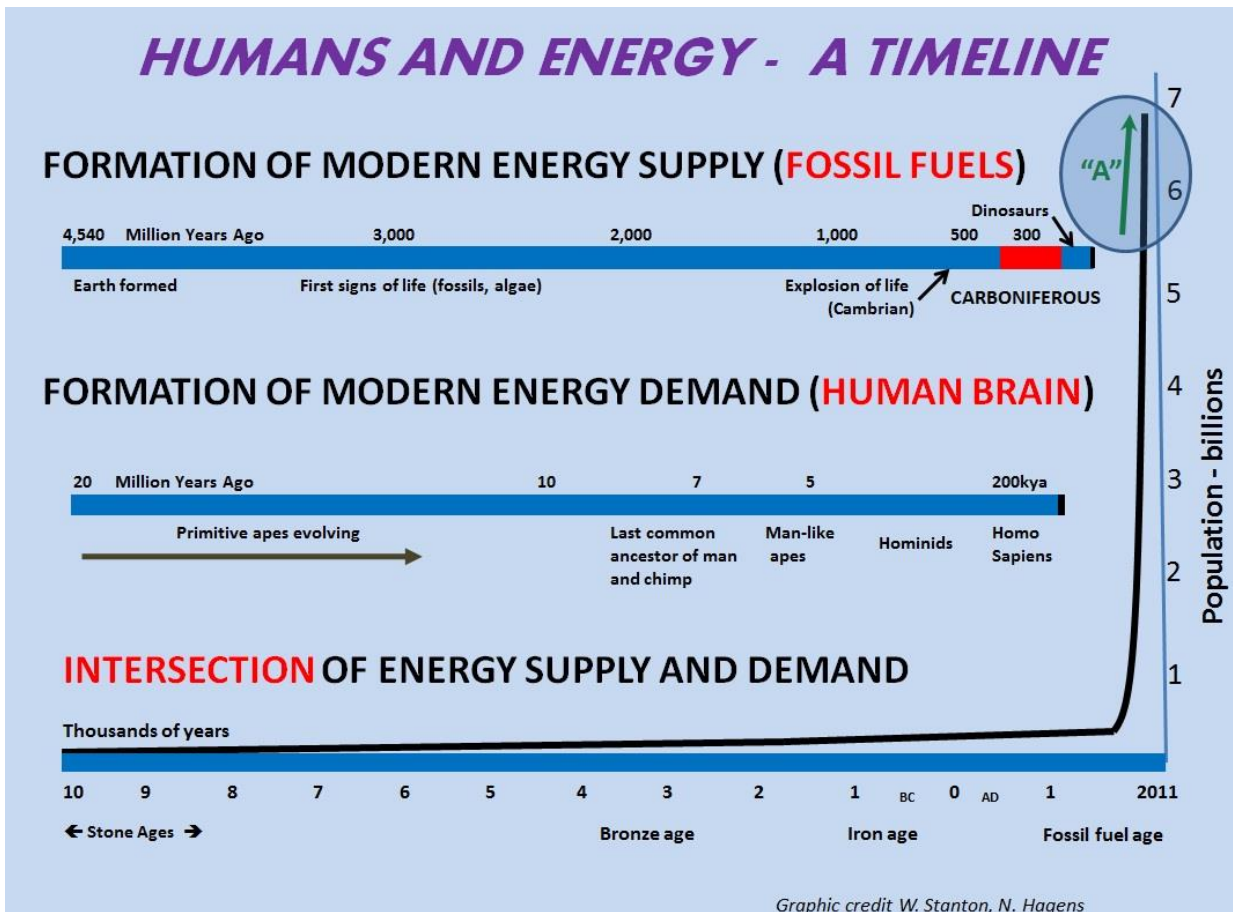 HUMANS AND ENERGY - A TIMELINE
FORMATION OF MODERN ENERGY SUPPLY (FOSSIL FUELS)
4,540 Million Years Ago 3,000 2,000 1,000 500 300 Dinosaurs
Earth formed
First signs of life (fossils, algae)
Explosion of life
(Cambrian)
CARBONIFEROUS
"A"
FORMATION OF MODERN ENERGY DEMAND (HUMAN BRAIN)
20 Million Years Ago 10 7 5 200kya
Primitive apes evolving
Last common
ancestor of man
and chimp
Man-like
apes
Hominids
Homo
Sapiens
INTERSECTION OF ENERGY SUPPLY AND DEMAND
Thousands of years
10 9 8 7 6 5 4 3 2 1 BC 0 AD 1 2011
← Stone Ages → Bronze age Iron age Fossil fuel age
7
6
5
4
3
2
1
Population - billions
Graphic credit W. Stanton, N. Hagens